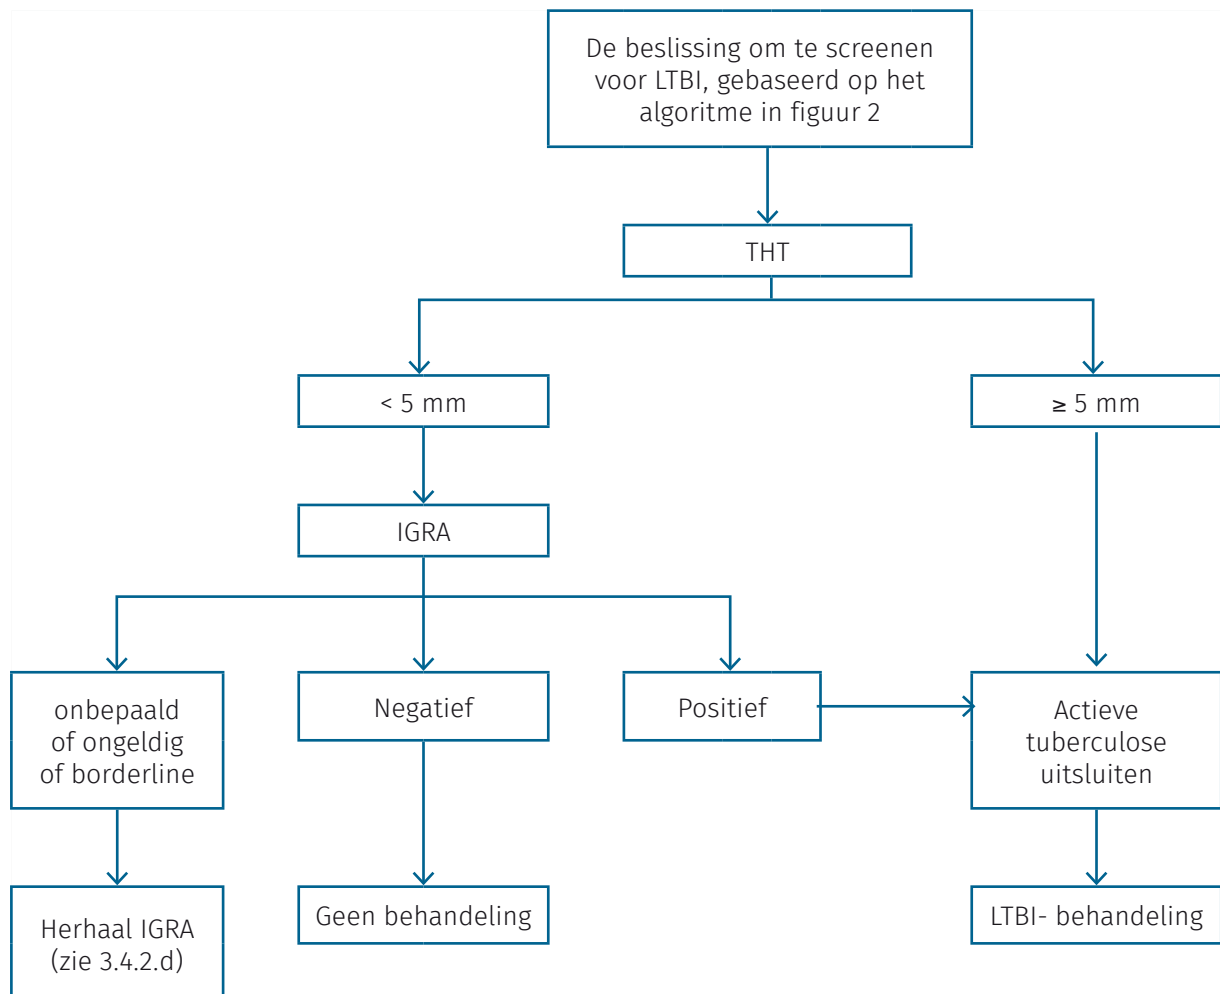 De beslissing om te screenen
voor LTBI, gebaseerd op het
algoritme in figuur 2
THT
< 5 mm
≥ 5 mm
IGRA
onbepaald
of ongeldig
of borderline
Negatief
Positief
Actieve
tuberculose
uitsluiten
Herhaal IGRA
(zie 3.4.2.d)
Geen behandeling
LTBI- behandeling